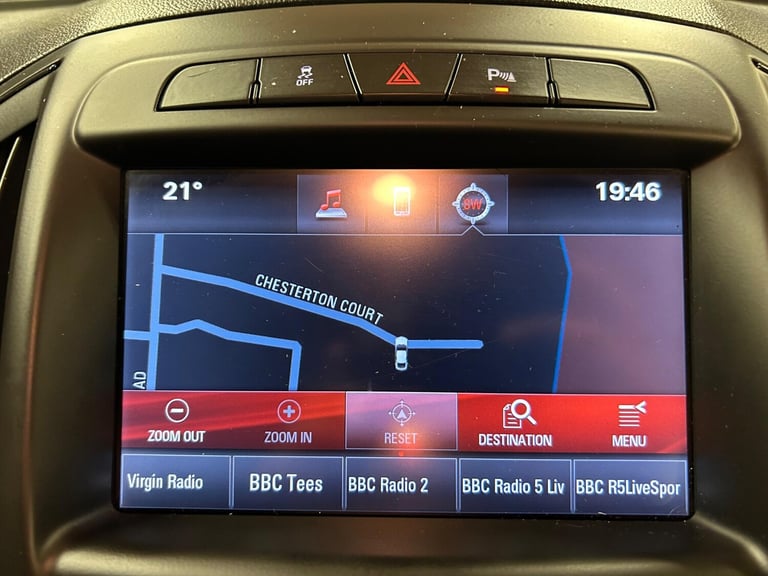 OFF
P
21°
SW
19:46
CHESTERTON COURT
AD
ZOOM OUT
ZOOM IN
RESET
DESTINATION
MENU
Virgin Radio
BBC Tees
BBC Radio 2
BBC Radio 5 Liv
BBC R5LiveSpor